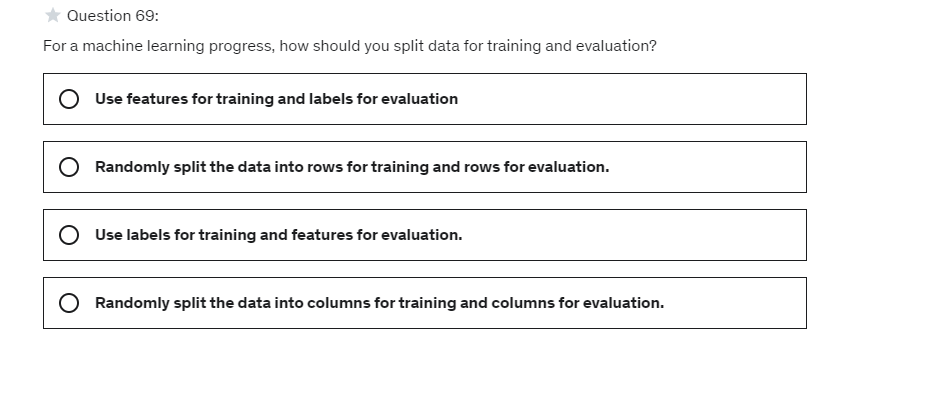 Question 69:
For a machine learning progress, how should you split data for training and evaluation?
Use features for training and labels for evaluation
Randomly split the data into rows for training and rows for evaluation.
Use labels for training and features for evaluation.
Randomly split the data into columns for training and columns for evaluation.